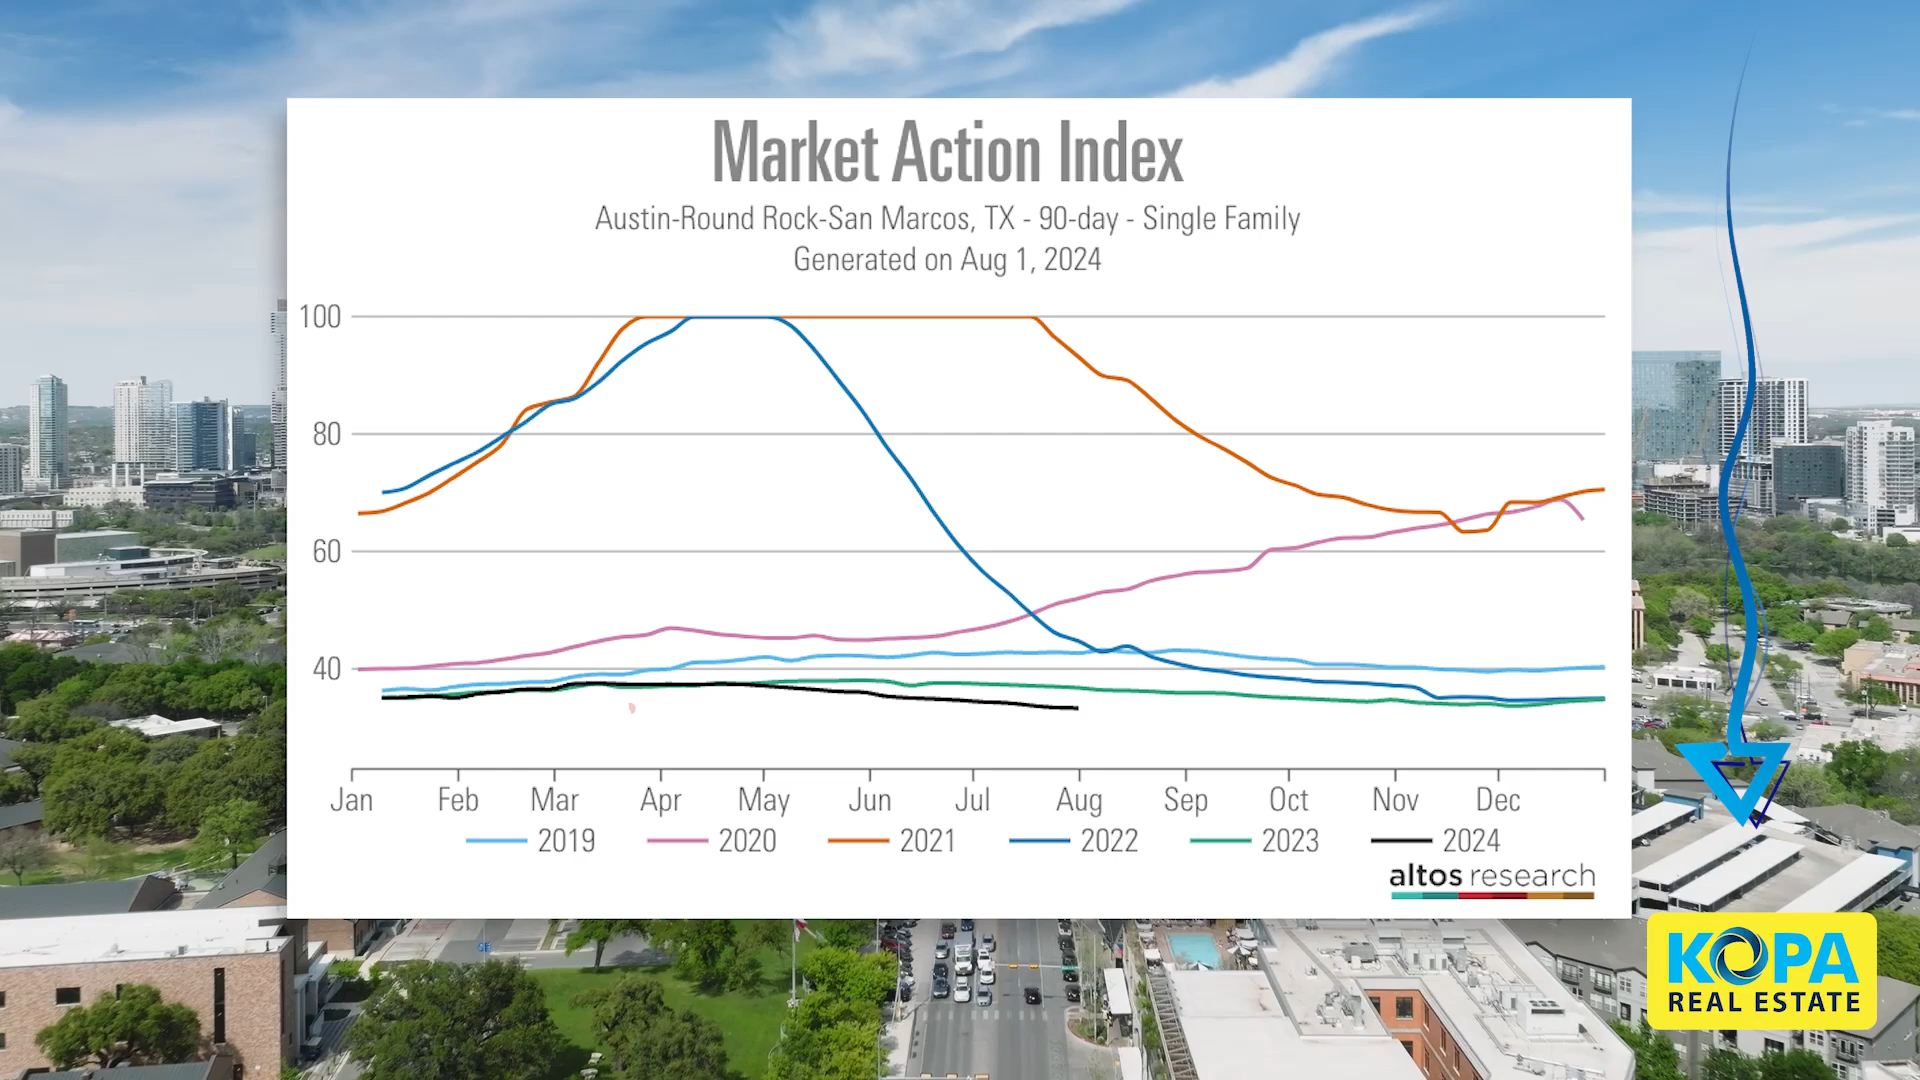 Market Action Index
Austin-Round Rock-San Marcos, TX - 90-day - Single Family
Generated on Aug 1, 2024
100
80
60
40
Jan Feb Mar Apr May Jun Jul Aug Sep Oct Nov Dec
2019 2020 2021 2022 2023 2024
altos research
KOPA
REAL ESTATE